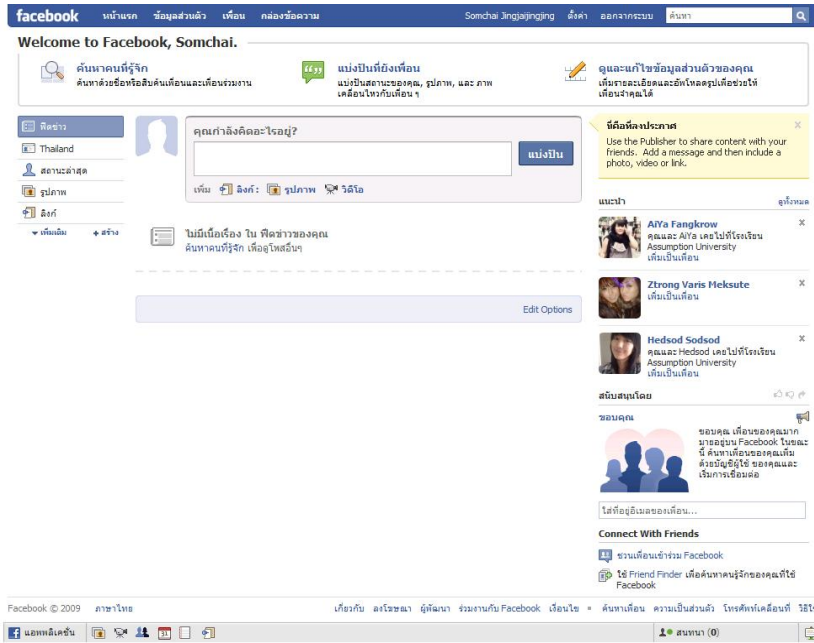 facebook หน้าแรก ข้อมูลส่วนตัว เพื่อน กล่องข้อความ Somchai Jingjaijingjing ตั้งค่า ออกจากระบบ ค้นหา
Welcome to Facebook, Somchai.
ค้นหาคนที่รู้จัก
ค้นหาด้วยชื่อหรือสืบค้นเพื่อนและเพื่อนร่วมงาน
แบ่งปันที่ยังเพื่อน
แบ่งปันสถานะของคุณ, รูปภาพ, และ ภาพ
เคลื่อนไหวกับเพื่อน ๆ
ดูและแก้ไขข้อมูลส่วนตัวของคุณ
เพิ่มรายละเอียดและอัพโหลดรูปเพื่อช่วยให้
เพื่อนจำคุณได้
ฟีดข่าว
Thailand
สถานะล่าสุด
รูปภาพ
ลิงก์
เพิ่มเติม + สร้าง
คุณกำลังคิดอะไรอยู่?
แบ่งปัน
เพิ่ม ลิงก์: รูปภาพ วิดีโอ
ไม่มีเนื้อเรื่อง ใน ฟีดข่าวของคุณ
ค้นหาคนที่รู้จัก เพื่อดูโพสอื่นๆ
Edit Options
ที่คือที่ลงประกาศ x
Use the Publisher to share content with your
friends. Add a message and then include a
photo, video or link.
แนะนำ ดูทั้งหมด
AiYa Fangkrow x
คุณและ AiYa เคยไปที่โรงเรียน
Assumption University
เพิ่มเป็นเพื่อน
Ztrong Varis Meksute x
เพิ่มเป็นเพื่อน
Hedsod Sodsod x
คุณและ Hedsod เคยไปที่โรงเรียน
Assumption University
เพิ่มเป็นเพื่อน
สนับสนุนโดย
ขอบคุณ
ขอบคุณ เพื่อนของคุณมาก
มายอยู่บน Facebook ในขณะ
นี้ ค้นหาเพื่อนของคุณเพิ่ม
ด้วยบัญชีผู้ใช้ ของคุณและ
เริ่มการเชื่อมต่อ
ใส่ที่อยู่อีเมลของเพื่อน...
Connect With Friends
ชวนเพื่อนเข้าร่วม Facebook
ใช้ Friend Finder เพื่อค้นหาคนรู้จักของคุณที่ใช้
Facebook
Facebook © 2009 ภาษาไทย เกี่ยวกับ ลงโฆษณา ผู้พัฒนา ร่วมงานกับ Facebook เงื่อนไข ค้นหาเพื่อน ความเป็นส่วนตัว โทรศัพท์เคลื่อนที่
แอพพลิเคชั่น 31 สนทนา (0)